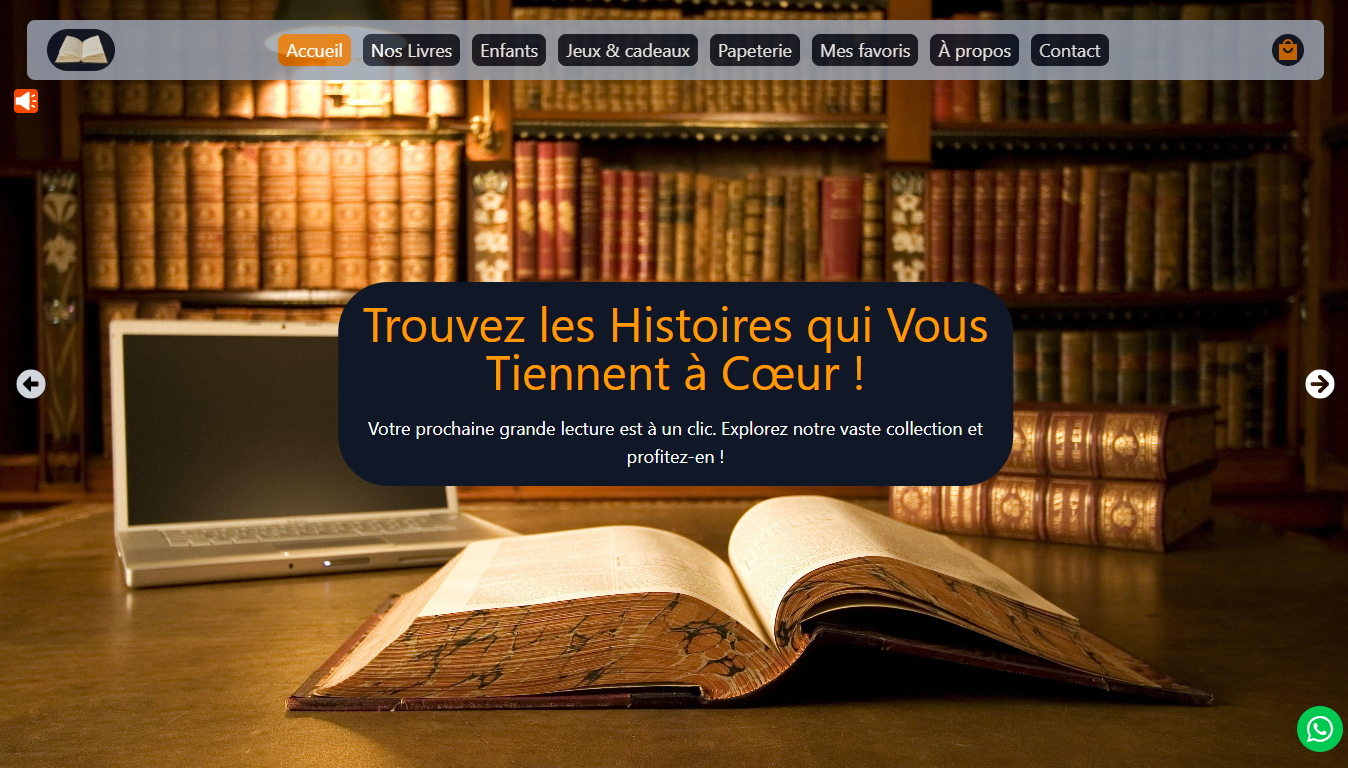 Accueil Nos Livres Enfants Jeux & cadeaux Papeterie Mes favoris À propos Contact
Trouvez les Histoires qui Vous
Tiennent à Cœur !
Votre prochaine grande lecture est à un clic. Explorez notre vaste collection et
profitez-en !